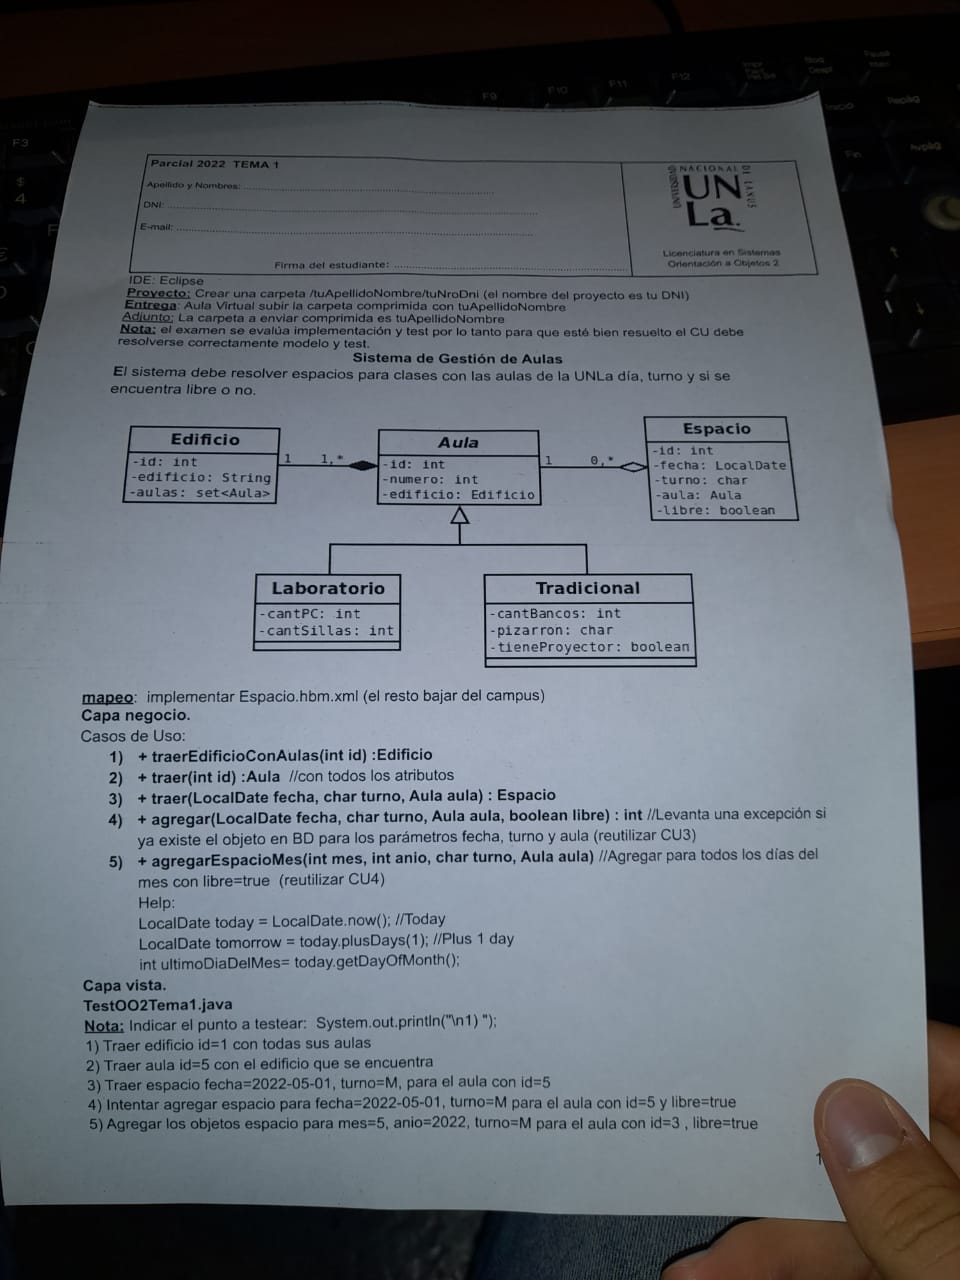 F9 F10 F11 F12
Inicio
F3
Fin
$
4
Parcial 2022 TEMA 1
Apellido y Nombres:
DNI:
E-mail:
Firma del estudiante:
UNIVERSIDAD NACIONAL DE LANUS
UN
La.
Licenciatura en Sistemas
Orientación a Objetos 2
IDE: Eclipse
Proyecto: Crear una carpeta /tuApellidoNombre/tuNroDni (el nombre del proyecto es tu DNI)
Entrega: Aula Virtual subir la carpeta comprimida con tuApellidoNombre
Adjunto: La carpeta a enviar comprimida es tuApellidoNombre
Nota: el examen se evalúa implementación y test por lo tanto para que esté bien resuelto el CU debe
resolverse correctamente modelo y test.
Sistema de Gestión de Aulas
El sistema debe resolver espacios para clases con las aulas de la UNLa día, turno y si se
encuentra libre o no.
Edificio
-id: int
-edificio: String
-aulas: set<Aula>
1 1,*
Aula
-id: int
-numero: int
-edificio: Edificio
1 0,*
Espacio
-id: int
-fecha: LocalDate
-turno: char
-aula: Aula
-libre: boolean
Laboratorio
-cantPC: int
-cantSillas: int
Tradicional
-cantBancos: int
-pizarron: char
-tieneProyector: boolean
mapeo: implementar Espacio.hbm.xml (el resto bajar del campus)
Capa negocio.
Casos de Uso:
1) + traerEdificioConAulas(int id) :Edificio
2) + traer(int id) :Aula //con todos los atributos
3) + traer(LocalDate fecha, char turno, Aula aula) : Espacio
4) + agregar(LocalDate fecha, char turno, Aula aula, boolean libre) : int //Levanta una excepción si
ya existe el objeto en BD para los parámetros fecha, turno y aula (reutilizar CU3)
5) + agregarEspacioMes(int mes, int anio, char turno, Aula aula) //Agregar para todos los días del
mes con libre=true (reutilizar CU4)
Help:
LocalDate today = LocalDate.now(); //Today
LocalDate tomorrow = today.plusDays(1); //Plus 1 day
int ultimoDiaDelMes= today.getDayOfMonth();
Capa vista.
TestOO2Tema1.java
Nota: Indicar el punto a testear: System.out.println("\n1) ");
1) Traer edificio id=1 con todas sus aulas
2) Traer aula id=5 con el edificio que se encuentra
3) Traer espacio fecha=2022-05-01, turno=M, para el aula con id=5
4) Intentar agregar espacio para fecha=2022-05-01, turno=M para el aula con id=5 y libre=true
5) Agregar los objetos espacio para mes=5, anio=2022, turno=M para el aula con id=3 , libre=true
1